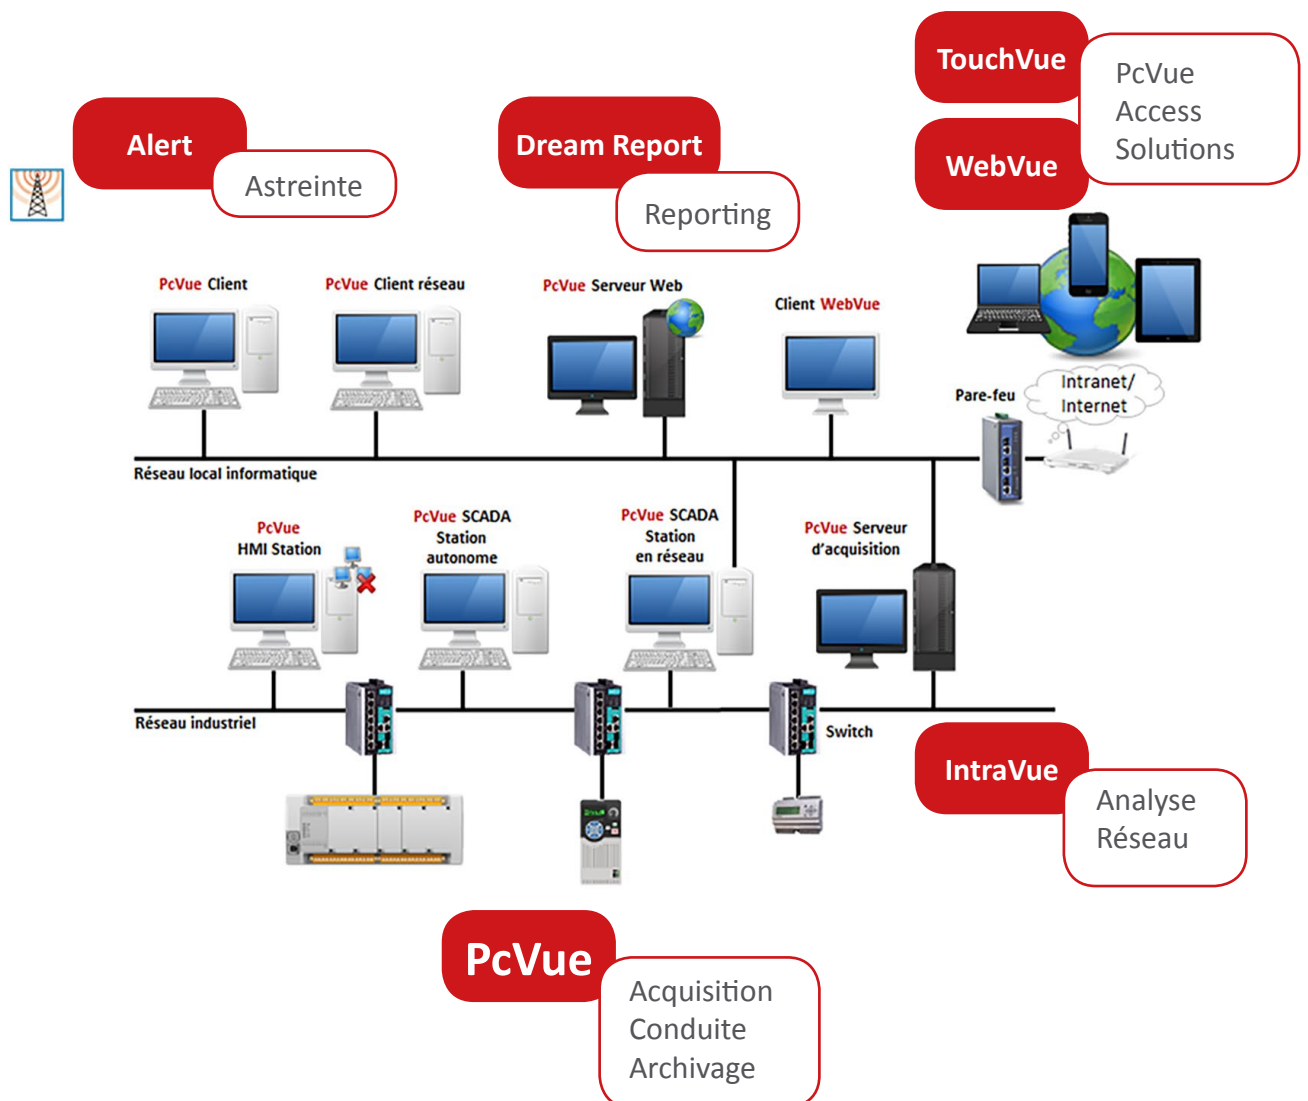 TouchVue
PcVue
Access
Solutions
WebVue
Alert
Astreinte
Dream Report
Reporting
PcVue Client
PcVue Client réseau
PcVue Serveur Web
Client WebVue
Pare-feu
Intranet/
Internet
Réseau local informatique
PcVue
HMI Station
PcVue SCADA
Station
autonome
PcVue SCADA
Station
en réseau
PcVue Serveur
d'acquisition
Réseau industriel
Switch
IntraVue
Analyse
Réseau
PcVue
Acquisition
Conduite
Archivage